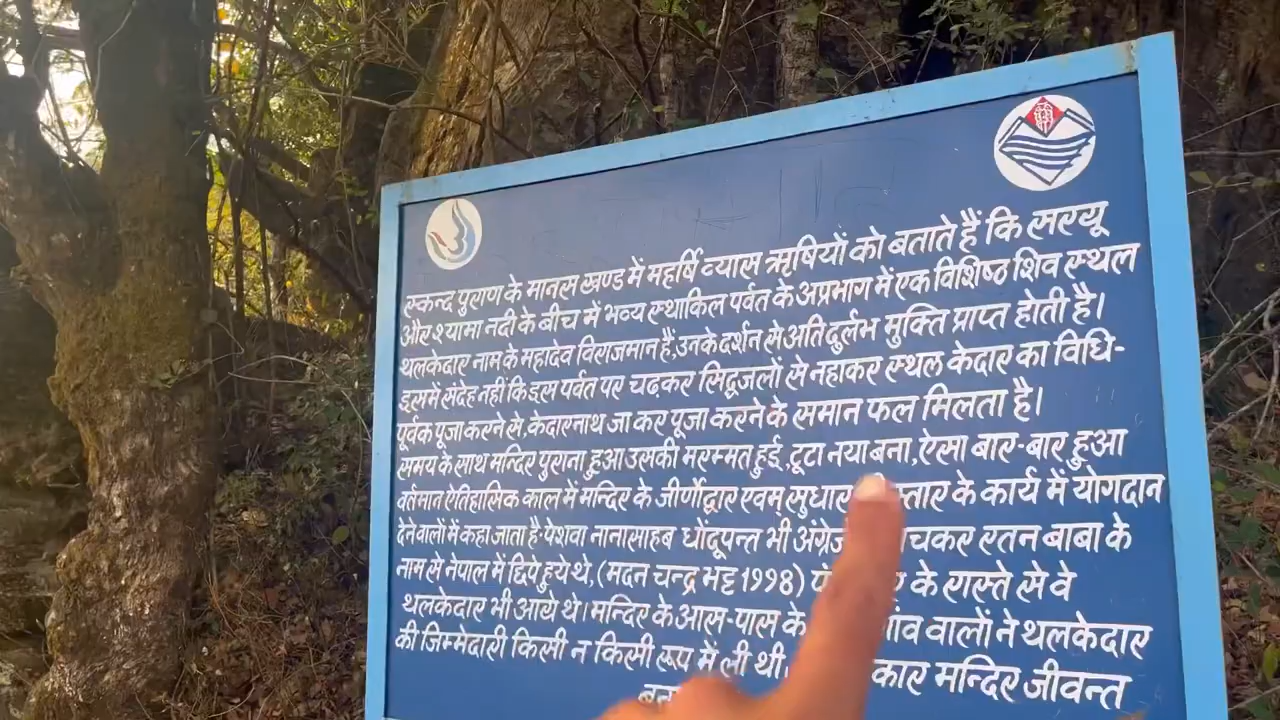 स्कन्द पुराण के मानस खण्ड में महर्षि व्यास ऋषियों को बताते हैं कि सरयू
और श्यामा नदी के बीच में भव्य स्थाकिल पर्वत के अग्रभाग में एक विशिष्ठ शिव स्थल
थलकेदार नाम के महादेव विराजमान हैं, उनके दर्शन से अति दुर्लभ मुक्ति प्राप्त होती है।
इसमें संदेह नहीं कि इस पर्वत पर चढ़कर सिद्धजलों से नहाकर स्थल केदार का विधि-
पूर्वक पूजा करने से, केदारनाथ जा कर पूजा करने के समान फल मिलता है।
समय के साथ मन्दिर पुराना हुआ उसकी मरम्मत हुई, टूटा नया बना, ऐसा बार-बार हुआ
वर्तमान ऐतिहासिक काल में मन्दिर के जीर्णोद्वार एवम् सुधार के कार्य में योगदान
देने वालों में कहा जाता है-पेशवा नानासाहब धोंदूपन्त भी रतन बाबा के
नाम से नेपाल में छिपे हुये थे, (मदन चन्द्र भट्ट 1998) के रास्ते से वे
थलकेदार भी आये थे। मन्दिर के आस-पास के वालों ने थलकेदार
की जिम्मेदारी किसी न किसी रूप में ली थी। मन्दिर जीवन्त